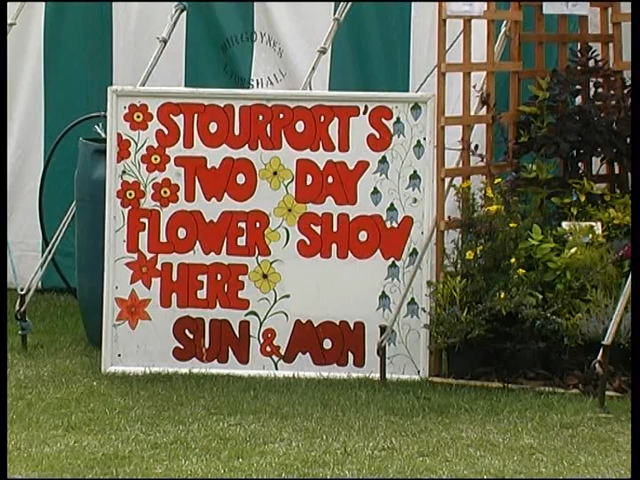 STOURPORT'S
TWO DAY
FLOWER SHOW
HERE
SUN & MON